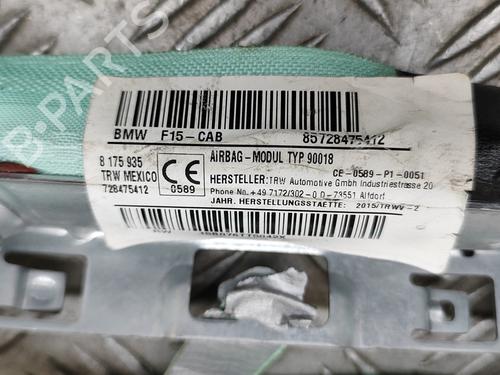 B-PARTS
BMW F15-CAB 85728475412
8 175 935
TRW MEXICO
728475412
CE
0589
AIRBAG-MODUL TYP 90018
CE-0589-P1-0051
HERSTELLER: TRW Automotive Gmbh Industriestrasse 20
Phone No. +49 7172/302-0 D-73551 Alfdorf
JAHR. HERSTELLUNGSSTAETTE: 2015/TRWV-2